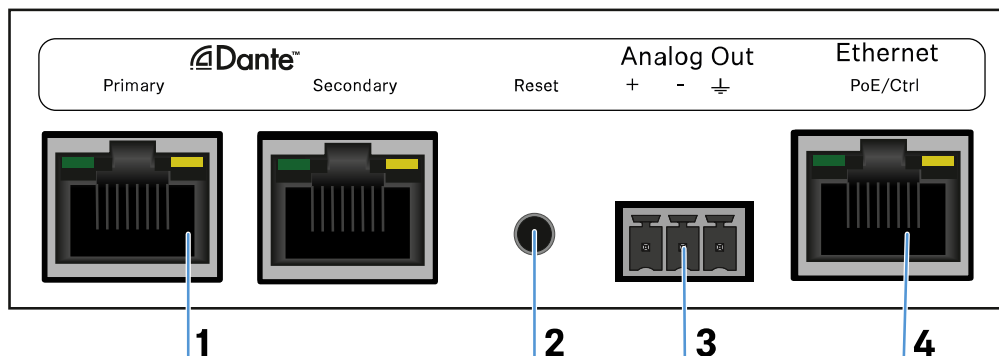 Dante™ Analog Out Ethernet
Primary Secondary Reset + - PoE/Ctrl
1 2 3 4